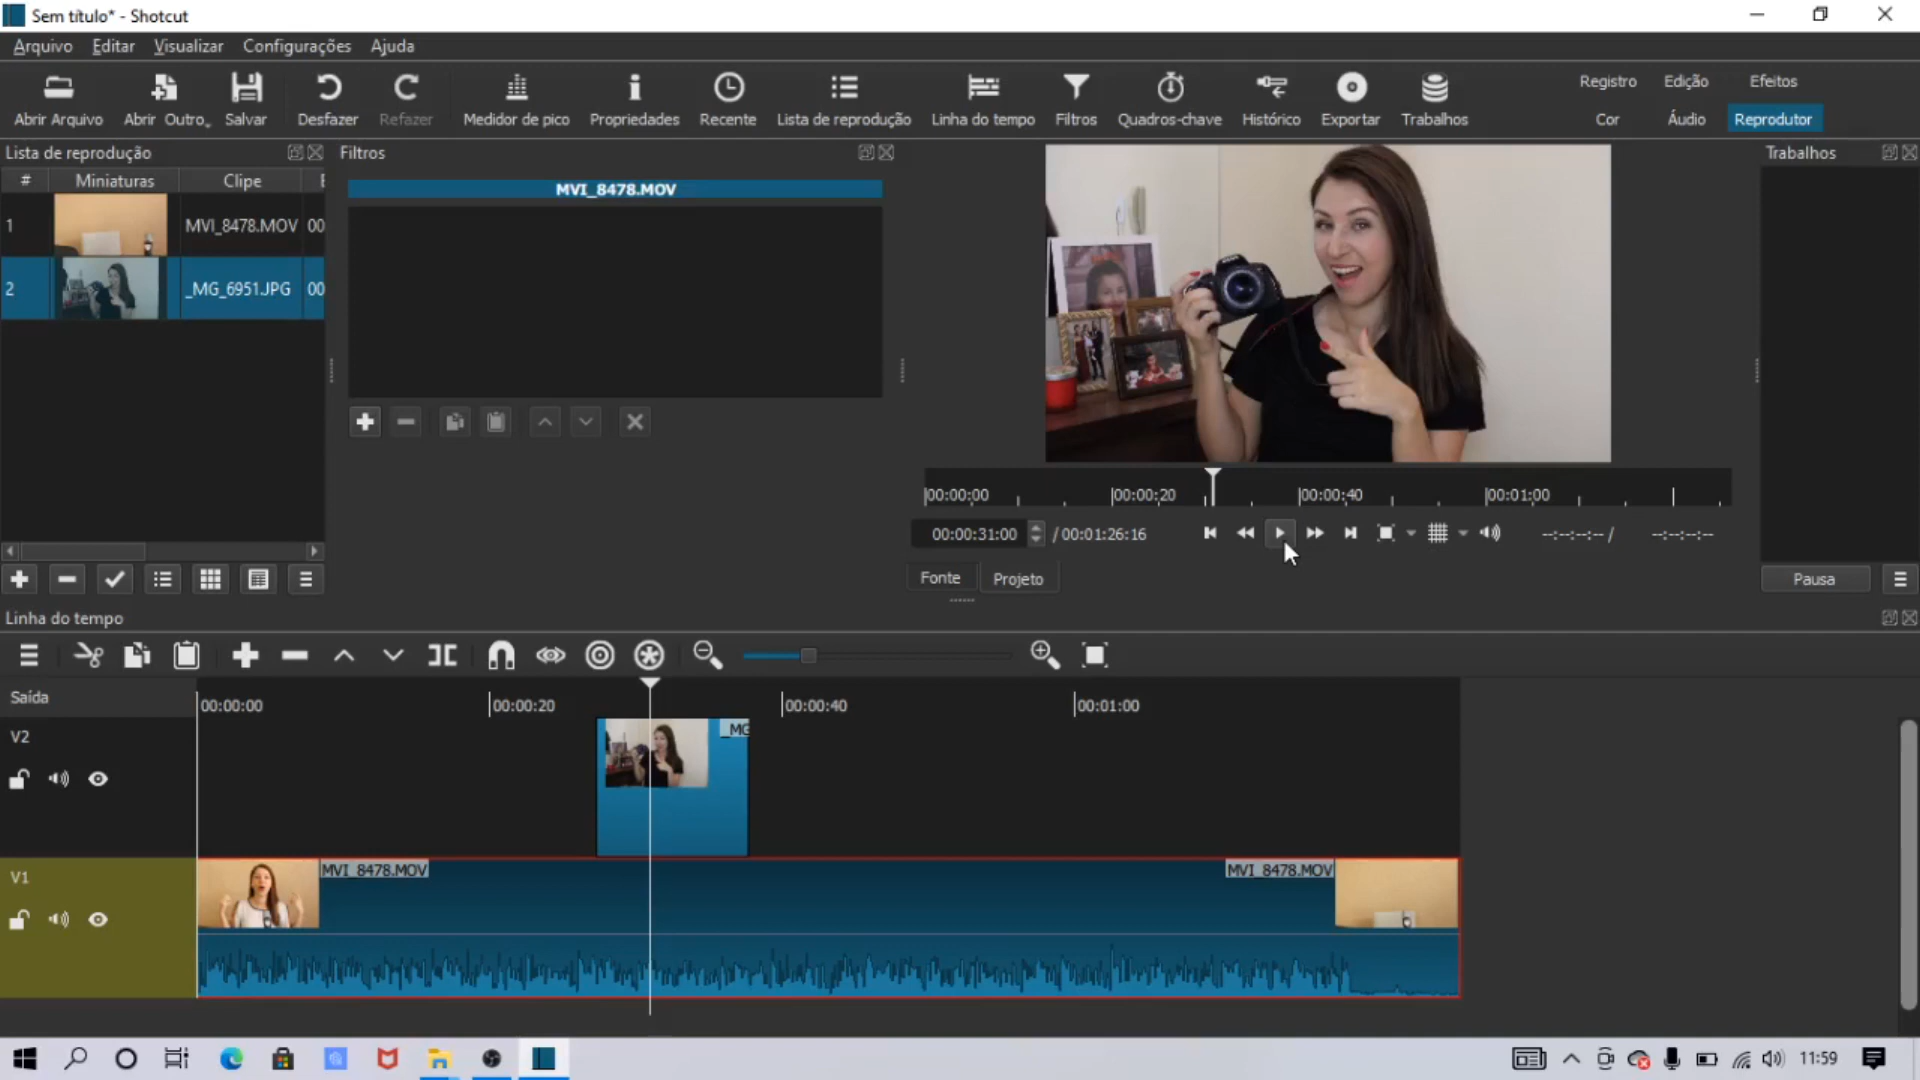 Sem título* - Shotcut
Arquivo Editar Visualizar Configurações Ajuda
Abrir Arquivo Abrir Outro Salvar Desfazer Refazer Medidor de pico Propriedades Recente Lista de reprodução Linha do tempo Filtros Quadros-chave Histórico Exportar Trabalhos
Registro Edição Efeitos
Cor Áudio Reprodutor
Lista de reprodução
# Miniaturas Clipe
1 MVI_8478.MOV 00
2 _MG_6951.JPG 00
Filtros
MVI_8478.MOV
00:00:00 00:00:20 00:00:40 00:01:00
00:00:31:00 / 00:01:26:16 --:--:--:-- / --:--:--:--
Fonte Projeto
Trabalhos
Pausa
Linha do tempo
Saída
00:00:00 00:00:20 00:00:40 00:01:00
V2
_MG
V1
MVI_8478.MOV MVI_8478.MOV
11:59